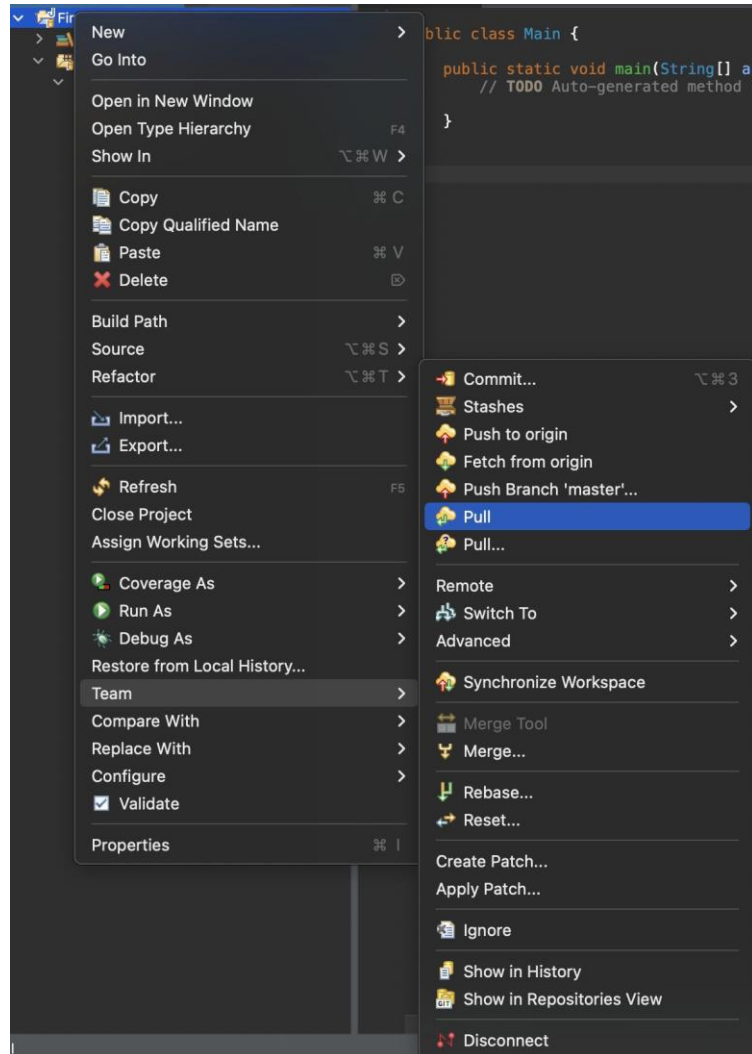 Fir
New
Go Into
Open in New Window
Open Type Hierarchy F4
Show In ⌥⌘W
Copy ⌘C
Copy Qualified Name
Paste ⌘V
Delete ⌦
Build Path
Source ⌥⌘S
Refactor ⌥⌘T
Import...
Export...
Refresh F5
Close Project
Assign Working Sets...
Coverage As
Run As
Debug As
Restore from Local History...
Team
Compare With
Replace With
Configure
Validate
Properties ⌘I
blic class Main {
public static void main(String[] a
// TODO Auto-generated method
}
Commit... ⌥⌘3
Stashes
Push to origin
Fetch from origin
Push Branch 'master'...
Pull
Pull...
Remote
Switch To
Advanced
Synchronize Workspace
Merge Tool
Merge...
Rebase...
Reset...
Create Patch...
Apply Patch...
Ignore
Show in History
GIT Show in Repositories View
Disconnect